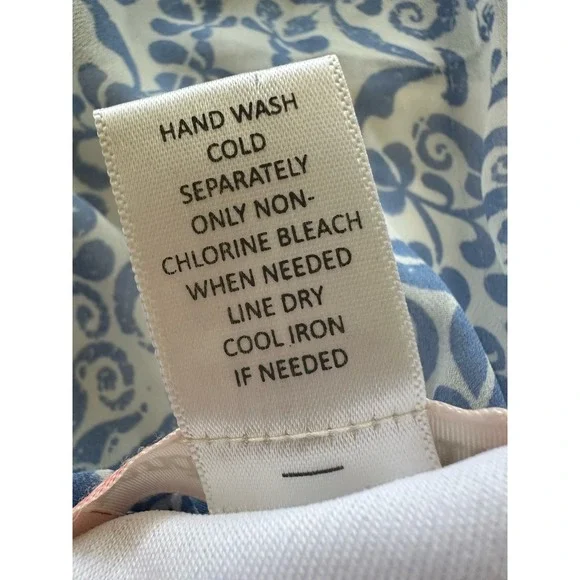 HAND WASH
COLD
SEPARATELY
ONLY NON-
CHLORINE BLEACH
WHEN NEEDED
LINE DRY
COOL IRON
IF NEEDED